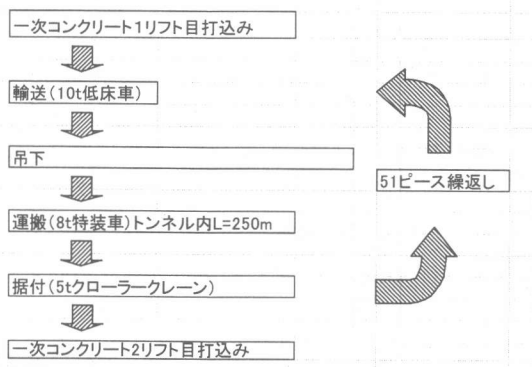 一次コンクリート1リフト目打込み
輸送(10t低床車)
吊下
運搬(8t特装車)トンネル内L=250m
据付(5tクローラークレーン)
一次コンクリート2リフト目打込み
51ピース繰返し